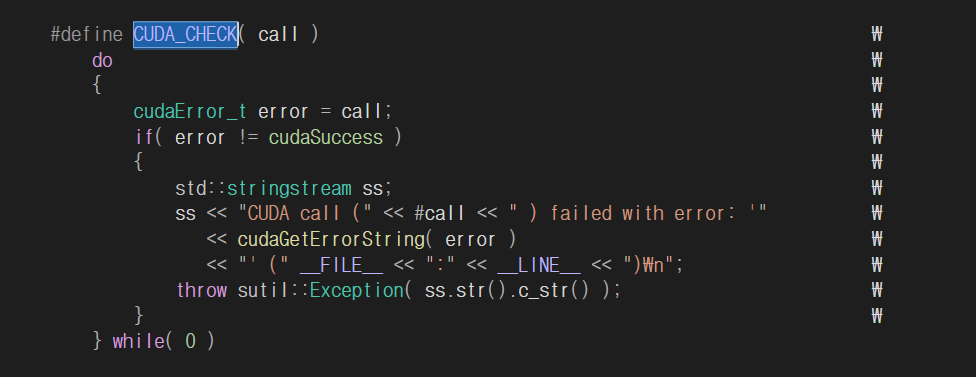 #define CUDA_CHECK( call ) ₩
do ₩
{ ₩
cudaError_t error = call; ₩
if( error != cudaSuccess ) ₩
{ ₩
std::stringstream ss; ₩
ss << "CUDA call (" << #call << " ) failed with error: '" ₩
<< cudaGetErrorString( error ) ₩
<< "' (" __FILE__ << ":" << __LINE__ << ")₩n"; ₩
throw sutil::Exception( ss.str().c_str() ); ₩
} ₩
} while( 0 )